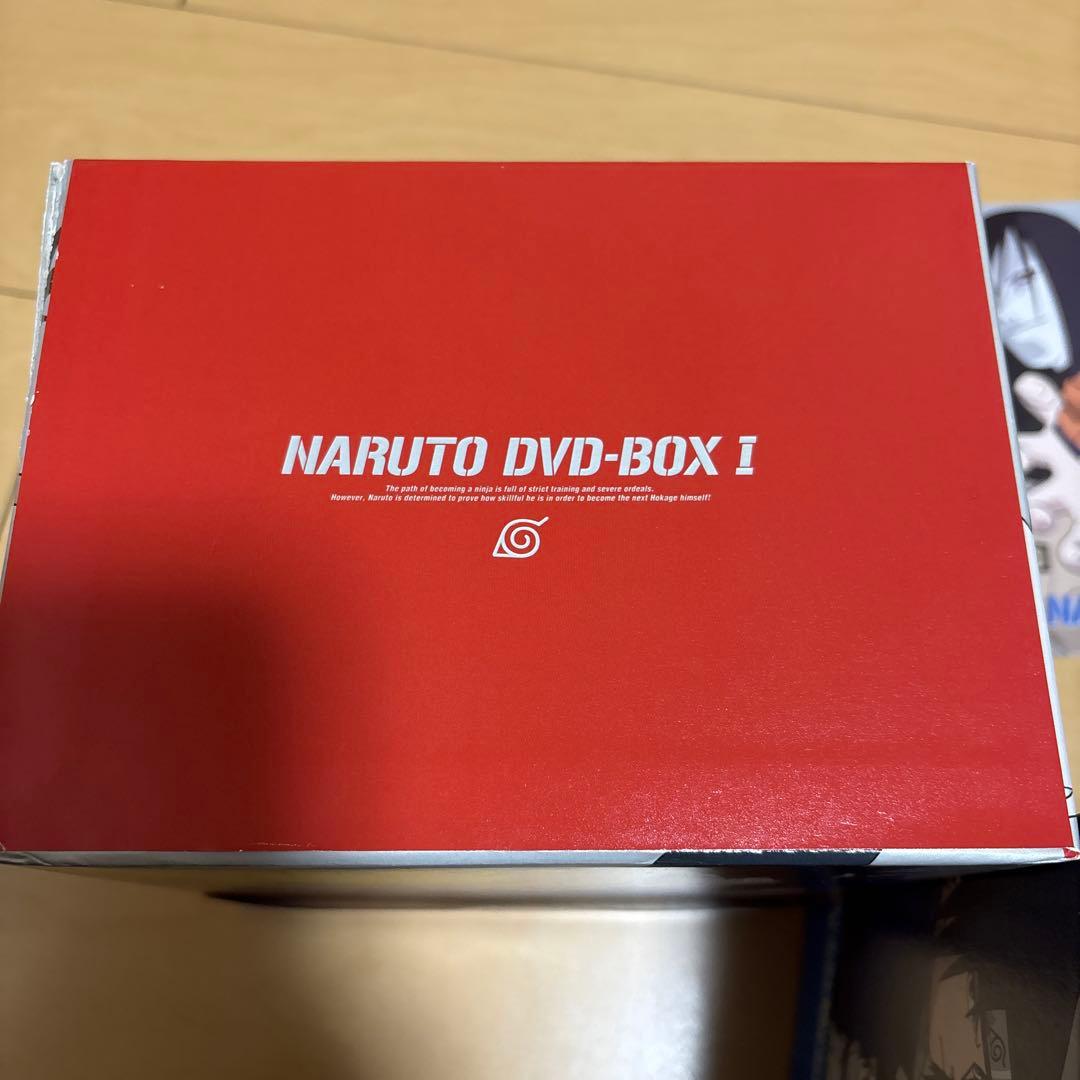 NARUTO DVD-BOX I
The path of becoming a ninja is full of strict training and severe ordeals.
However, Naruto is determined to prove how skillful he is in order to become the next Hokage himself!
NA